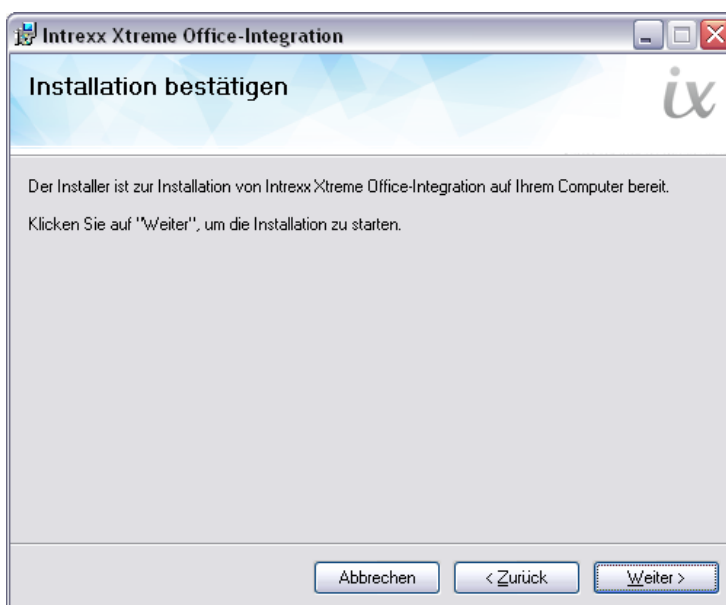 Intrexx Xtreme Office-Integration
Installation bestätigen
ix
Der Installer ist zur Installation von Intrexx Xtreme Office-Integration auf Ihrem Computer bereit.
Klicken Sie auf "Weiter", um die Installation zu starten.
Abbrechen
< Zurück
Weiter >